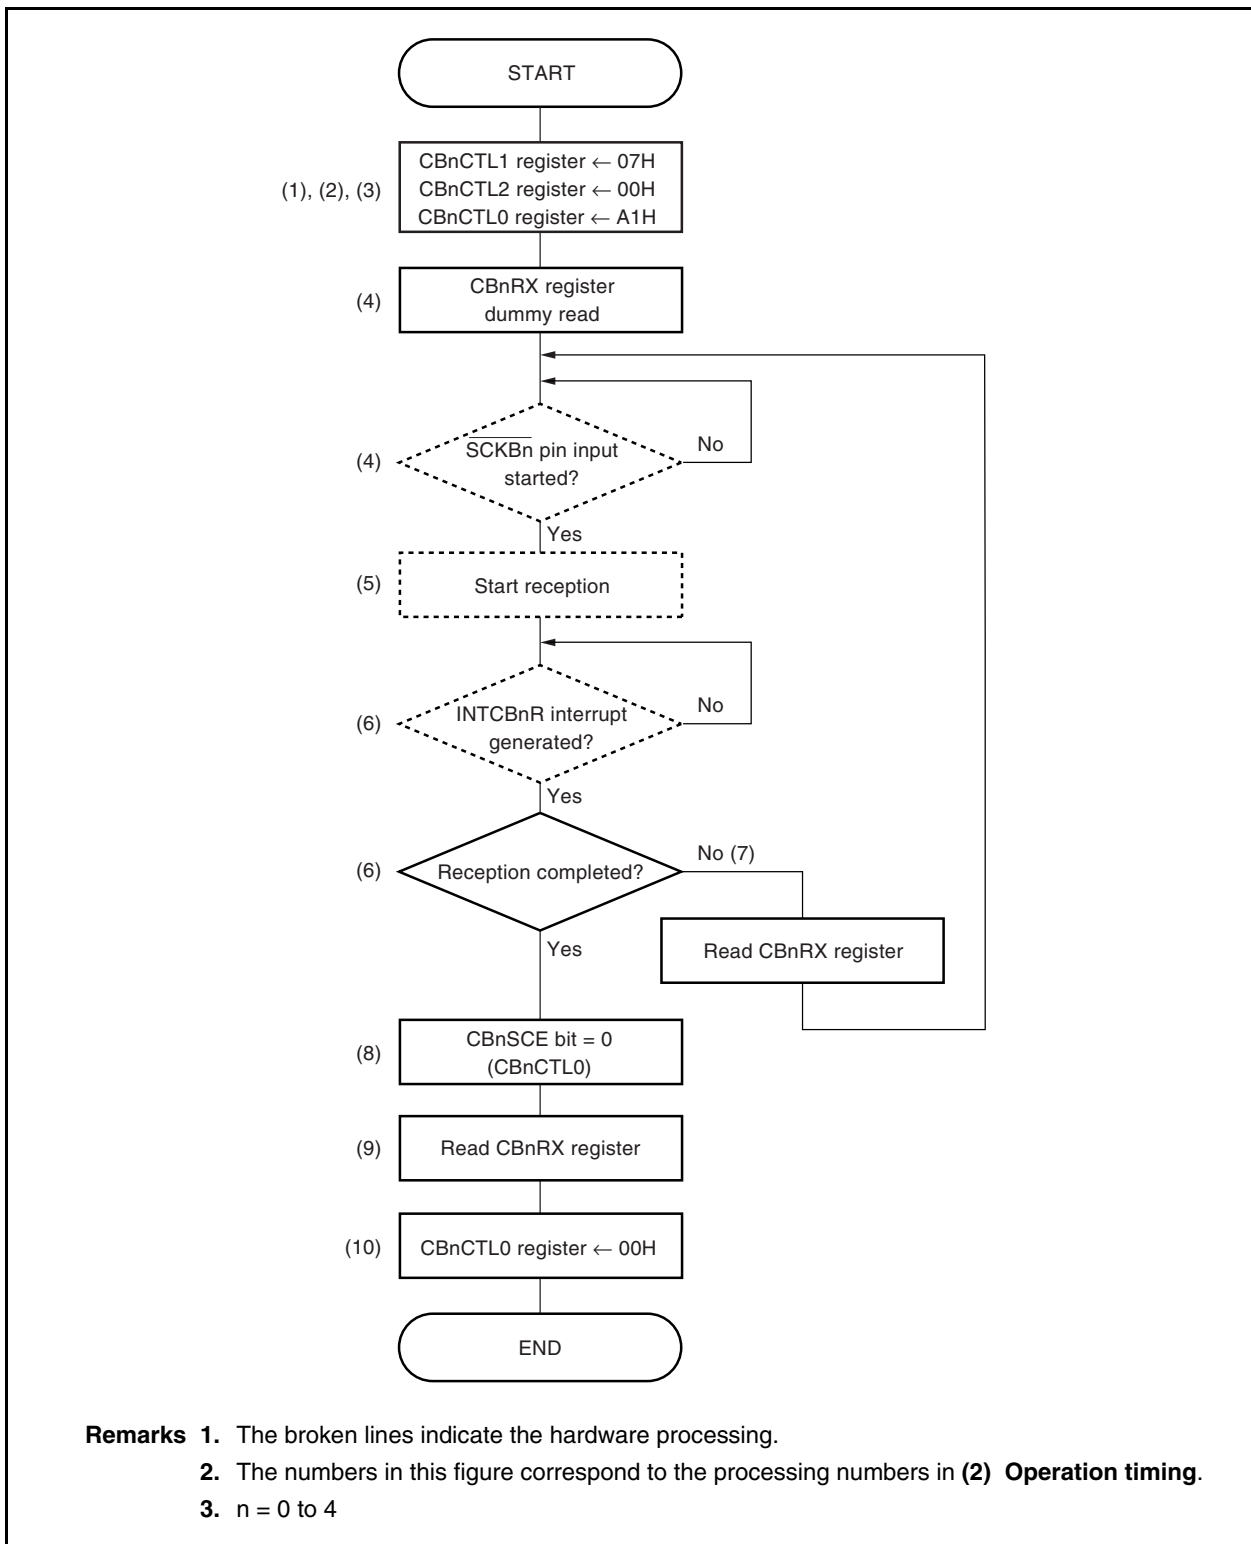 START
(1), (2), (3)
CBnCTL1 register ← 07H
CBnCTL2 register ← 00H
CBnCTL0 register ← A1H
(4)
CBnRX register
dummy read
(4)
SCKBn pin input
started?
No
Yes
(5)
Start reception
(6)
INTCBnR interrupt
generated?
No
Yes
(6)
Reception completed?
No (7)
Read CBnRX register
Yes
(8)
CBnSCE bit = 0
(CBnCTL0)
(9)
Read CBnRX register
(10)
CBnCTL0 register ← 00H
END
Remarks 1. The broken lines indicate the hardware processing.
2. The numbers in this figure correspond to the processing numbers in (2) Operation timing.
3. n = 0 to 4